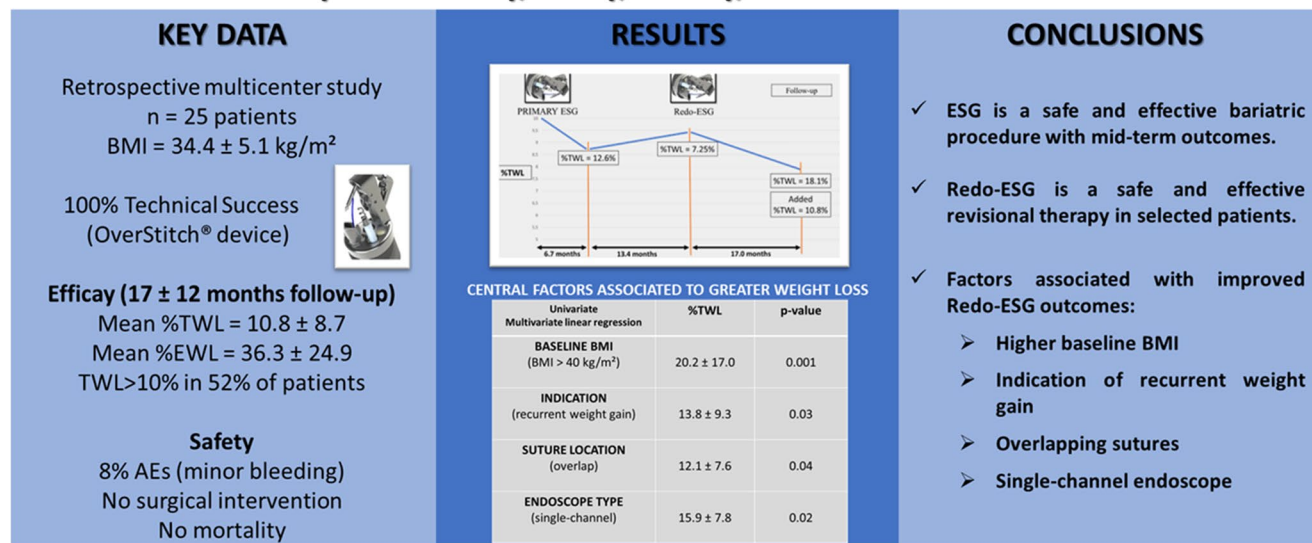 KEY DATA
Retrospective multicenter study
n = 25 patients
BMI = 34.4 ± 5.1 kg/m²
100% Technical Success
(OverStitch® device)
Efficay (17 ± 12 months follow-up)
Mean %TWL = 10.8 ± 8.7
Mean %EWL = 36.3 ± 24.9
TWL>10% in 52% of patients
Safety
8% AEs (minor bleeding)
No surgical intervention
No mortality
RESULTS
PRIMARY ESG
Redo-ESG
Follow-up
%TWL
%TWL = 12.6%
%TWL = 7.25%
%TWL = 18.1%
Added
%TWL = 10.8%
6.7 months
13.4 months
17.0 months
CENTRAL FACTORS ASSOCIATED TO GREATER WEIGHT LOSS
Univariate
Multivariate linear regression
%TWL
p-value
BASELINE BMI
(BMI > 40 kg/m²)
20.2 ± 17.0
0.001
INDICATION
(recurrent weight gain)
13.8 ± 9.3
0.03
SUTURE LOCATION
(overlap)
12.1 ± 7.6
0.04
ENDOSCOPE TYPE
(single-channel)
15.9 ± 7.8
0.02
CONCLUSIONS
✓ ESG is a safe and effective bariatric
procedure with mid-term outcomes.
✓ Redo-ESG is a safe and effective
revisional therapy in selected patients.
✓ Factors associated with improved
Redo-ESG outcomes:
➢ Higher baseline BMI
➢ Indication of recurrent weight
gain
➢ Overlapping sutures
➢ Single-channel endoscope